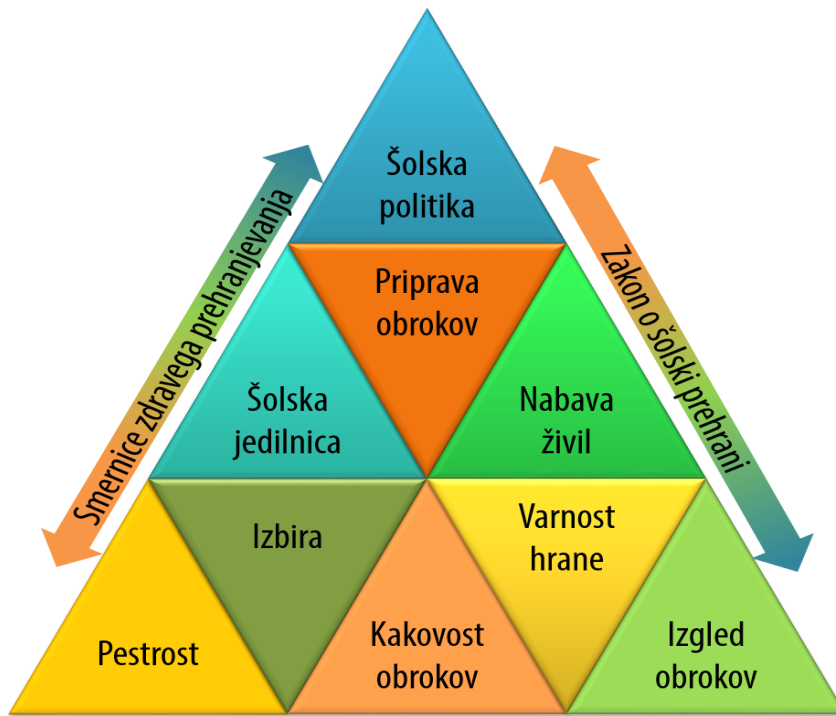 Šolska
politika
Smernice zdravega prehranjevanja
Zakon o šolski prehrani
Priprava
obrokov
Šolska
jedilnica
Nabava
živil
Izbira
Varnost
hrane
Pestrost
Kakovost
obrokov
Izgled
obrokov